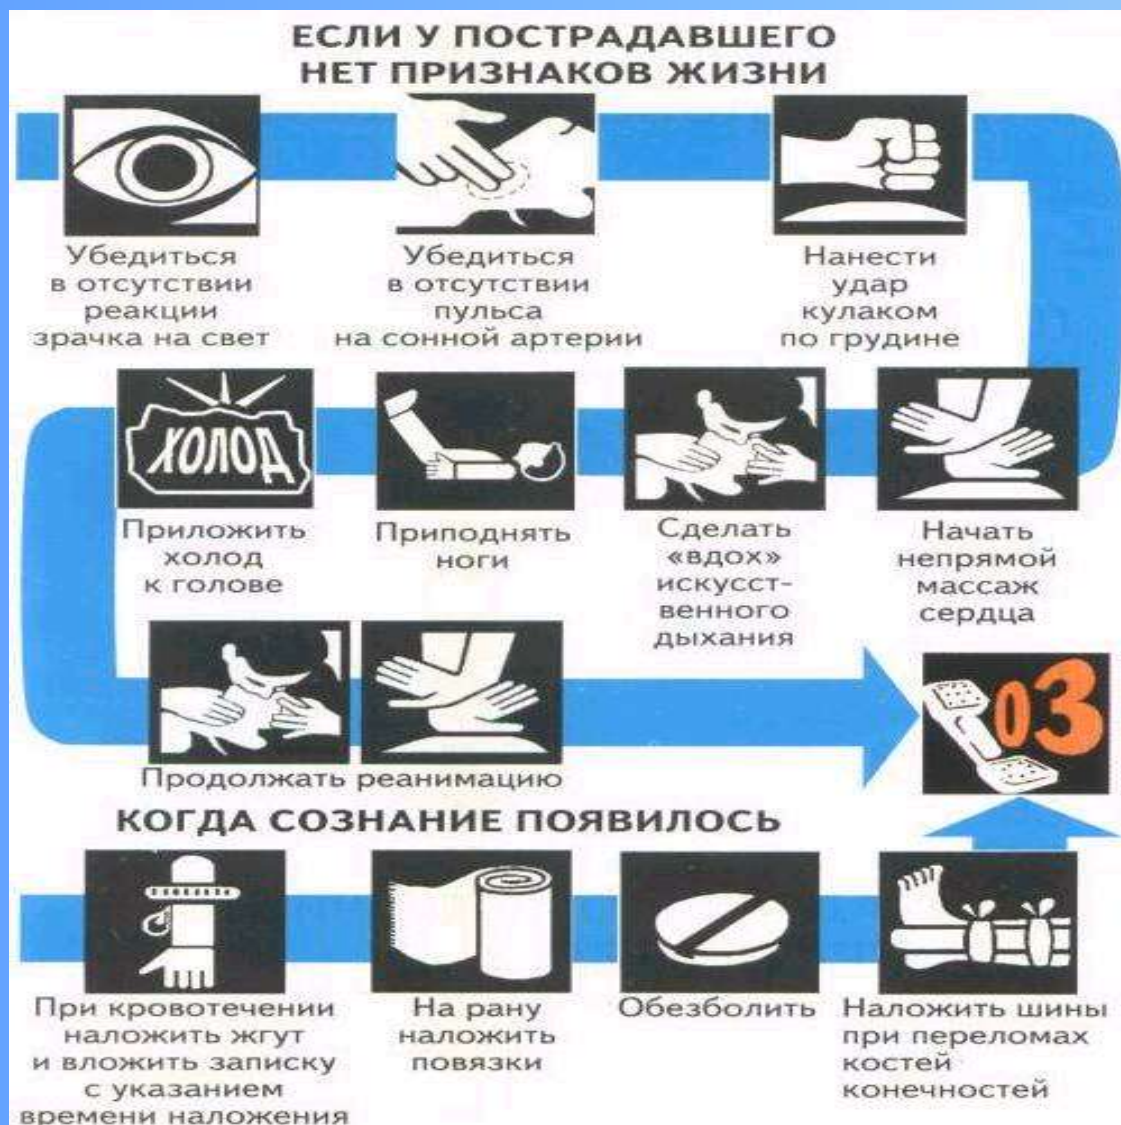 ЕСЛИ У ПОСТРАДАВШЕГО
НЕТ ПРИЗНАКОВ ЖИЗНИ
Убедиться
в отсутствии
реакции
зрачка на свет
Убедиться
в отсутствии
пульса
на сонной артерии
Нанести
удар
кулаком
по грудине
ХОЛОД
Приложить
холод
к голове
Приподнять
ноги
Сделать
«вдох»
искусст-
венного
дыхания
Начать
непрямой
массаж
сердца
Продолжать реанимацию
03
КОГДА СОЗНАНИЕ ПОЯВИЛОСЬ
При кровотечении
наложить жгут
и вложить записку
с указанием
времени наложения
На рану
наложить
повязки
Обезболить
Наложить шины
при переломах
костей
конечностей